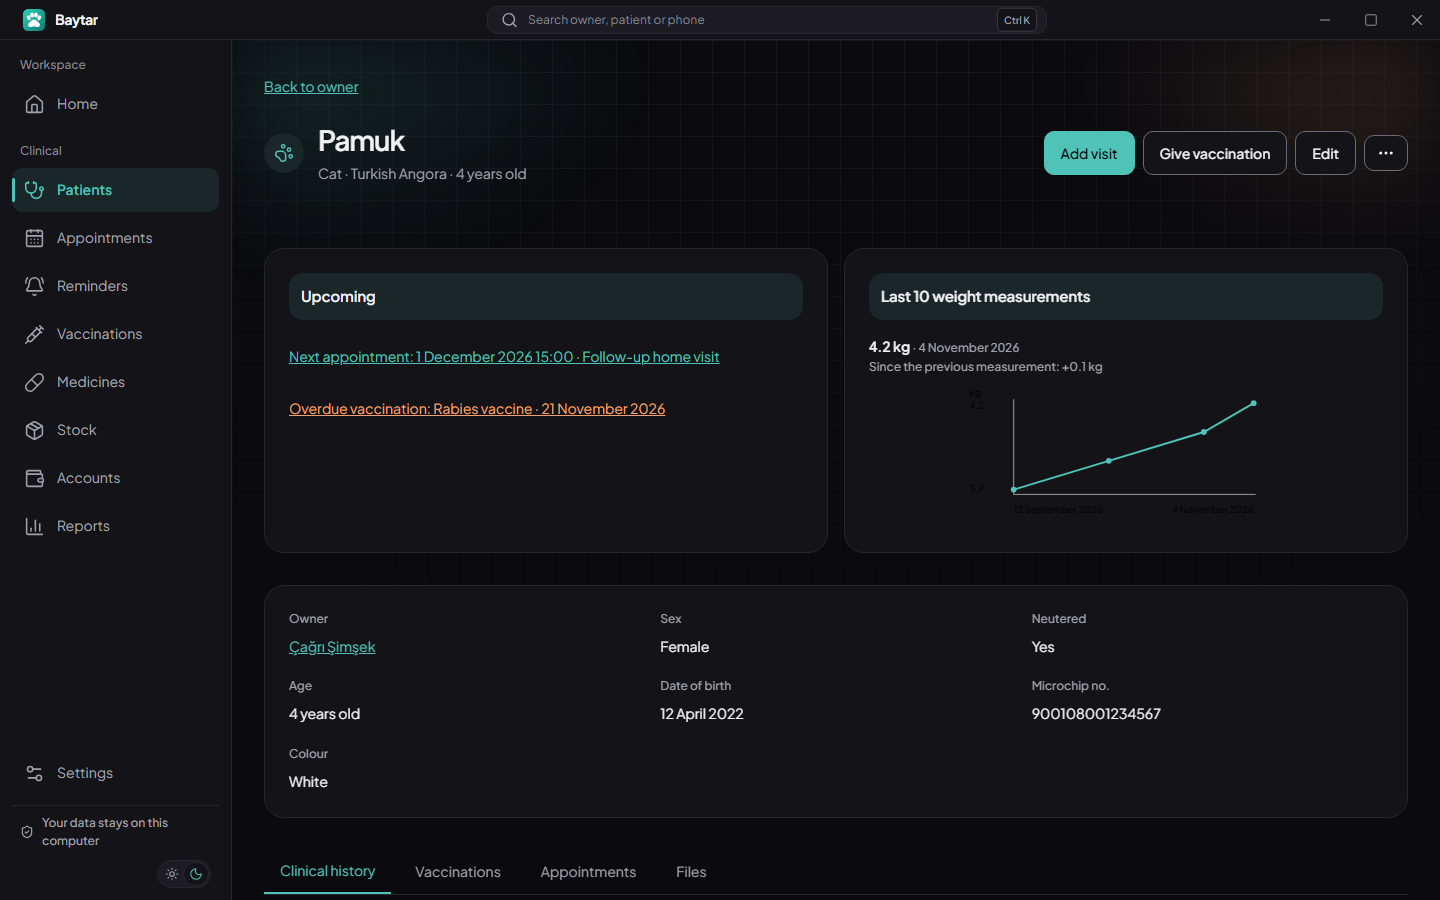 Baytar
Search owner, patient or phone
Ctrl K
Workspace
Home
Clinical
Patients
Appointments
Reminders
Vaccinations
Medicines
Stock
Accounts
Reports
Settings
Your data stays on this
computer
Back to owner
Pamuk
Cat · Turkish Angora · 4 years old
Add visit
Give vaccination
Edit
Upcoming
Next appointment: 1 December 2026 15:00 · Follow-up home visit
Overdue vaccination: Rabies vaccine · 21 November 2026
Last 10 weight measurements
4.2 kg · 4 November 2026
Since the previous measurement: +0.1 kg
kg
4.2
3.9
12 September 2026
4 November 2026
Owner
Çağrı Şimşek
Sex
Female
Neutered
Yes
Age
4 years old
Date of birth
12 April 2022
Microchip no.
900108001234567
Colour
White
Clinical history
Vaccinations
Appointments
Files